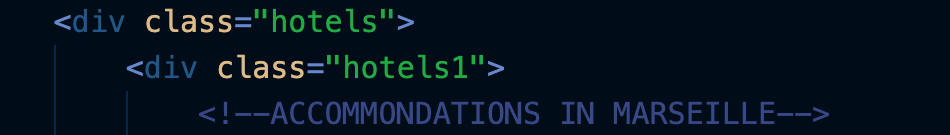 <div class="hotels">
<div class="hotels1">
<!--ACCOMMONDATIONS IN MARSEILLE-->